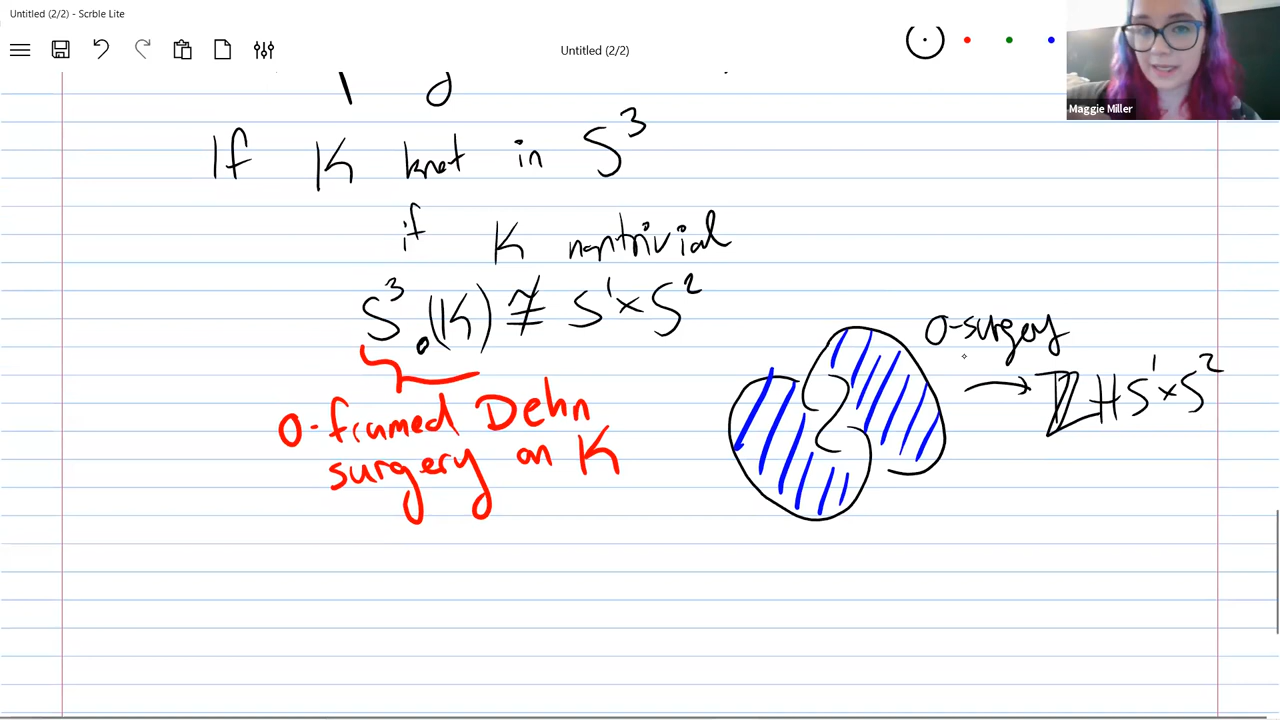 Untitled (2/2) - Scrble Lite
Untitled (2/2)
Maggie Miller
If K knot in S³
if K nontrivial
S³₀(K) ≇ S¹×S²
0-framed Dehn
surgery on K
0-surgery
→ ZHS¹×S²